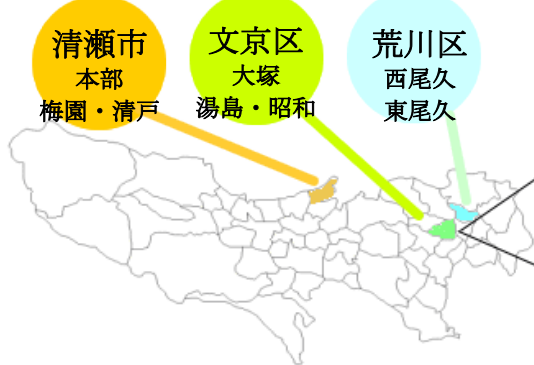 清瀬市
本部
梅園・清戸
文京区
大塚
湯島・昭和
荒川区
西尾久
東尾久